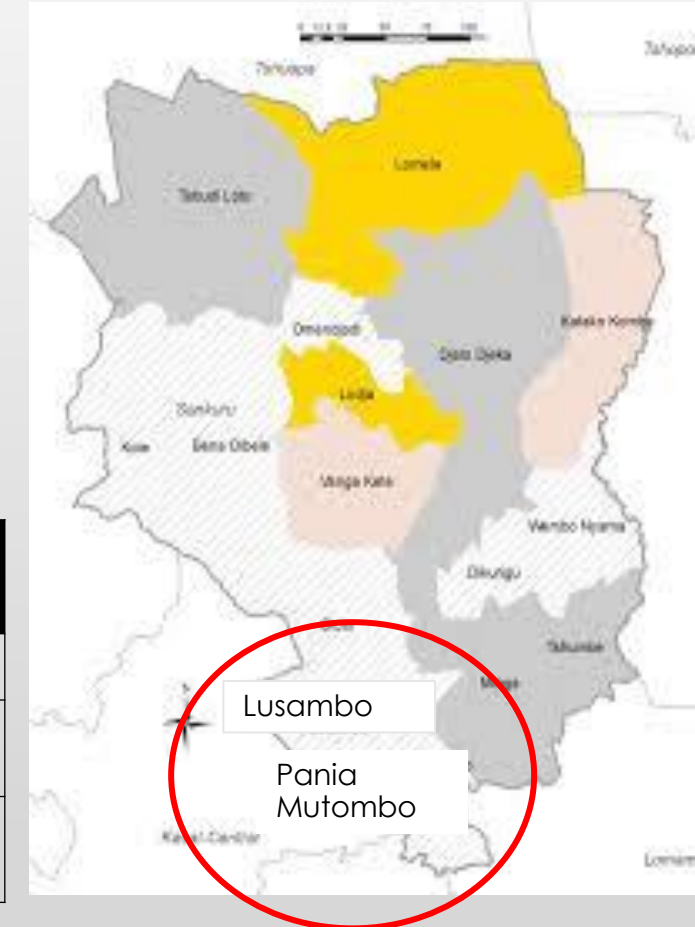 Tshuapa
Lomela
Tshudi Loto
Katako Kombe
Omendjadi
Djalo Djeka
Lodja
Sankuru
Kole
Bena Dibele
Vanga Kete
Wembo Nyama
Dikungu
Tshumbe
Minga
Lusambo
Pania
Mutombo